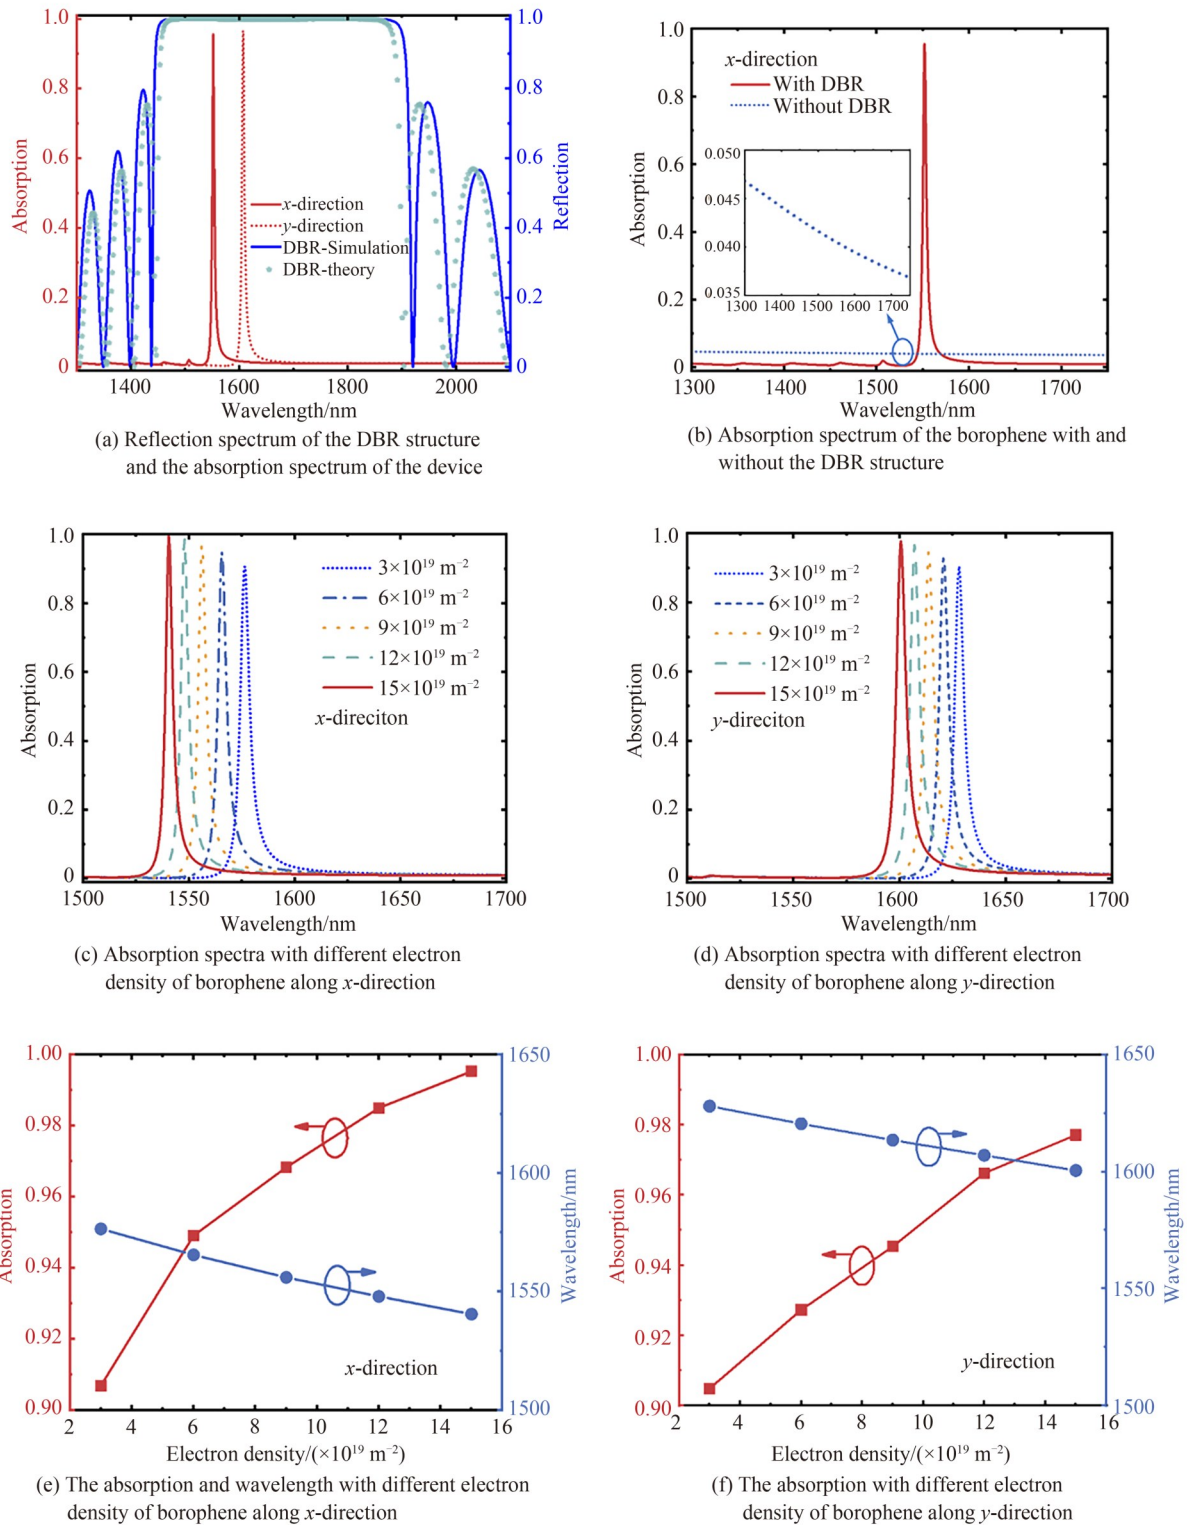 1.0
0.8
0.6
0.4
0.2
0
Absorption
1.0
0.8
0.6
0.4
0.2
0
Reflection
x-direction
y-direction
DBR-Simulation
DBR-theory
1400
1600
1800
2000
Wavelength/nm
(a) Reflection spectrum of the DBR structure
and the absorption spectrum of the device
1.0
0.8
0.6
0.4
0.2
0
Absorption
x-direction
With DBR
Without DBR
0.050
0.045
0.040
0.035
1300
1400
1500
1600
1700
1300
1400
1500
1600
1700
Wavelength/nm
(b) Absorption spectrum of the borophene with and
without the DBR structure
1.0
0.8
0.6
0.4
0.2
0
Absorption
3×10¹⁹ m⁻²
6×10¹⁹ m⁻²
9×10¹⁹ m⁻²
12×10¹⁹ m⁻²
15×10¹⁹ m⁻²
x-direciton
1500
1550
1600
1650
1700
Wavelength/nm
(c) Absorption spectra with different electron
density of borophene along x-direction
1.0
0.8
0.6
0.4
0.2
0
Absorption
3×10¹⁹ m⁻²
6×10¹⁹ m⁻²
9×10¹⁹ m⁻²
12×10¹⁹ m⁻²
15×10¹⁹ m⁻²
y-direciton
1500
1550
1600
1650
1700
Wavelength/nm
(d) Absorption spectra with different electron
density of borophene along y-direction
1.00
0.98
0.96
0.94
0.92
0.90
Absorption
1650
1600
1550
1500
Wavelength/nm
x-direction
2
4
6
8
10
12
14
16
Electron density/(×10¹⁹ m⁻²)
(e) The absorption and wavelength with different electron
density of borophene along x-direction
1.00
0.98
0.96
0.94
0.92
0.90
Absorption
1650
1600
1550
1500
Wavelength/nm
y-direction
2
4
6
8
10
12
14
16
Electron density/(×10¹⁹ m⁻²)
(f) The absorption with different electron
density of borophene along y-direction